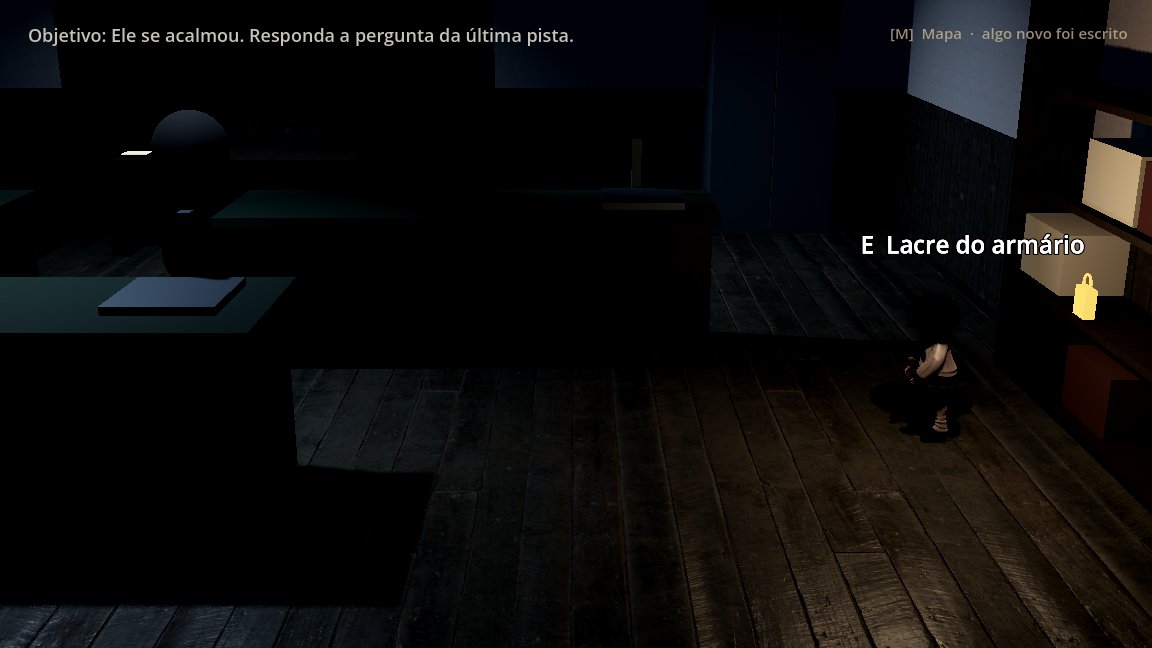 Objetivo: Ele se acalmou. Responda a pergunta da última pista.
[M] Mapa · algo novo foi escrito
E Lacre do armário